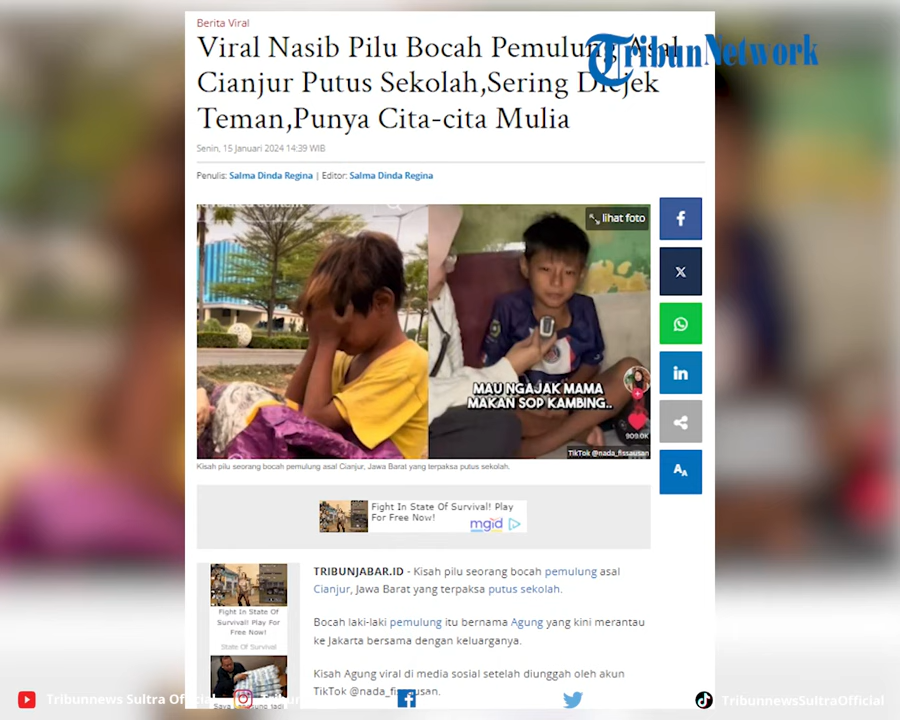 Berita Viral
Viral Nasib Pilu Bocah Pemulung Asal
TribunNetwork
Cianjur Putus Sekolah,Sering Diejek
Teman,Punya Cita-cita Mulia
Senin, 15 Januari 2024 14:39 WIB
Penulis: Salma Dinda Regina | Editor: Salma Dinda Regina
lihat foto
MAU NGAJAK MAMA
MAKAN SOP KAMBING..
909.0K
TikTok @nada_fissausan
Kisah pilu seorang bocah pemulung asal Cianjur, Jawa Barat yang terpaksa putus sekolah.
Fight In State Of Survival! Play
For Free Now!
mgid
TRIBUNJABAR.ID - Kisah pilu seorang bocah pemulung asal
Cianjur, Jawa Barat yang terpaksa putus sekolah.
Bocah laki-laki pemulung itu bernama Agung yang kini merantau
ke Jakarta bersama dengan keluarganya.
Kisah Agung viral di media sosial setelah diunggah oleh akun
TikTok @nada_fissausan.
Fight In State Of
Survival! Play For
Free Now!
State Of Survival
Tribunnews Sultra Official
TribunnewsSultraOfficial